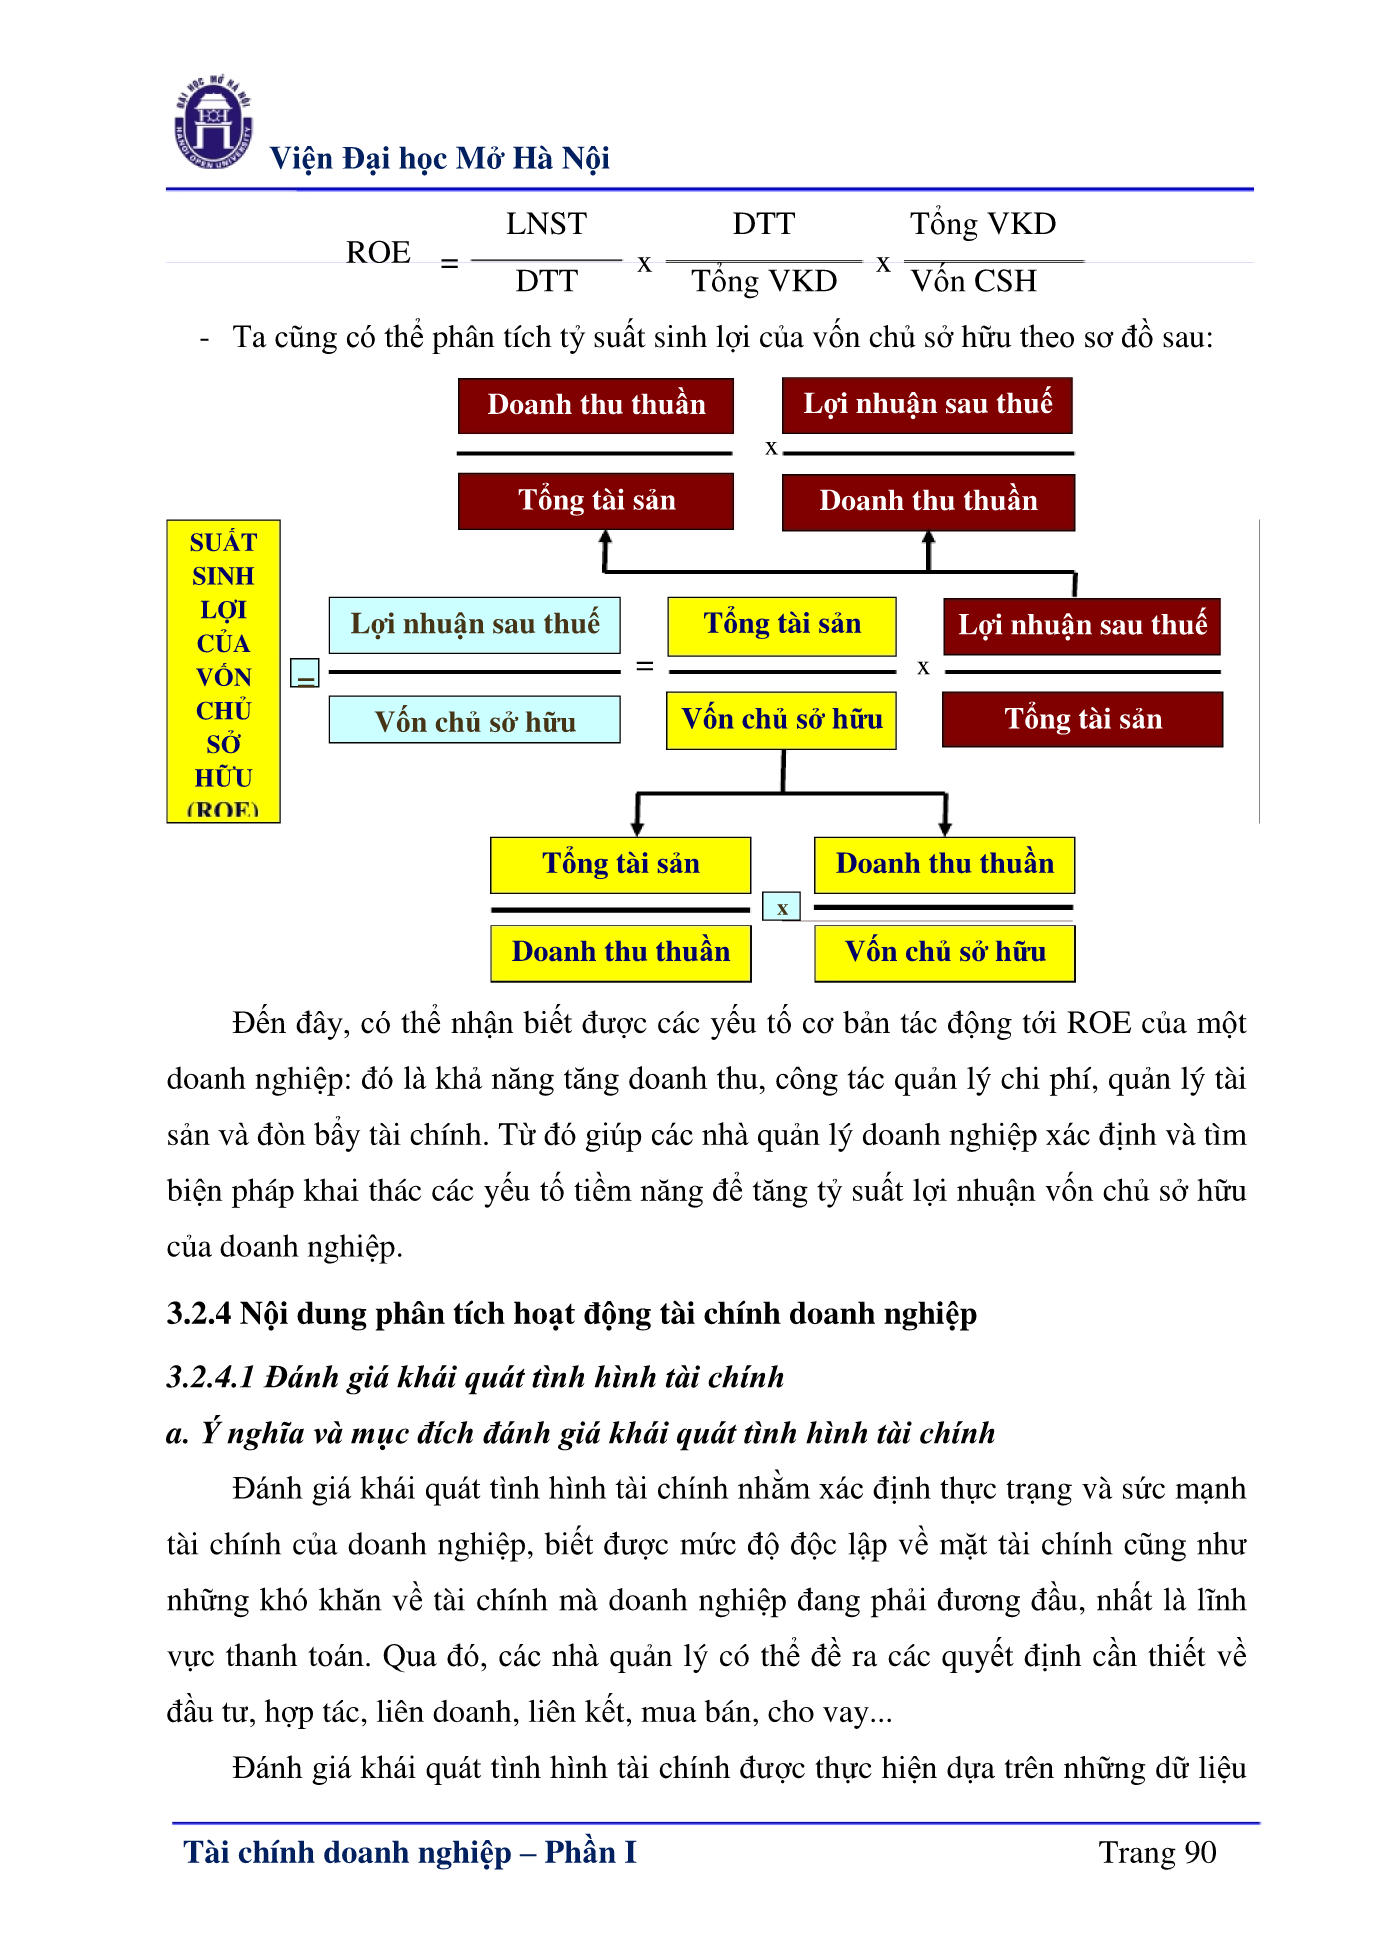 ĐẠI HỌC MỞ HÀ NỘI
HANOI OPEN UNIVERSITY
Viện Đại học Mở Hà Nội
LNST DTT Tổng VKD
ROE = x x
DTT Tổng VKD Vốn CSH
- Ta cũng có thể phân tích tỷ suất sinh lợi của vốn chủ sở hữu theo sơ đồ sau:
Doanh thu thuần Lợi nhuận sau thuế
x
Tổng tài sản Doanh thu thuần
SUẤT
SINH
LỢI
CỦA
VỐN
CHỦ
SỞ
HỮU
(ROE)
Lợi nhuận sau thuế Tổng tài sản Lợi nhuận sau thuế
= = x
Vốn chủ sở hữu Vốn chủ sở hữu Tổng tài sản
Tổng tài sản Doanh thu thuần
x
Doanh thu thuần Vốn chủ sở hữu
Đến đây, có thể nhận biết được các yếu tố cơ bản tác động tới ROE của một
doanh nghiệp: đó là khả năng tăng doanh thu, công tác quản lý chi phí, quản lý tài
sản và đòn bẩy tài chính. Từ đó giúp các nhà quản lý doanh nghiệp xác định và tìm
biện pháp khai thác các yếu tố tiềm năng để tăng tỷ suất lợi nhuận vốn chủ sở hữu
của doanh nghiệp.
3.2.4 Nội dung phân tích hoạt động tài chính doanh nghiệp
3.2.4.1 Đánh giá khái quát tình hình tài chính
a. Ý nghĩa và mục đích đánh giá khái quát tình hình tài chính
Đánh giá khái quát tình hình tài chính nhằm xác định thực trạng và sức mạnh
tài chính của doanh nghiệp, biết được mức độ độc lập về mặt tài chính cũng như
những khó khăn về tài chính mà doanh nghiệp đang phải đương đầu, nhất là lĩnh
vực thanh toán. Qua đó, các nhà quản lý có thể đề ra các quyết định cần thiết về
đầu tư, hợp tác, liên doanh, liên kết, mua bán, cho vay...
Đánh giá khái quát tình hình tài chính được thực hiện dựa trên những dữ liệu
Tài chính doanh nghiệp – Phần I Trang 90